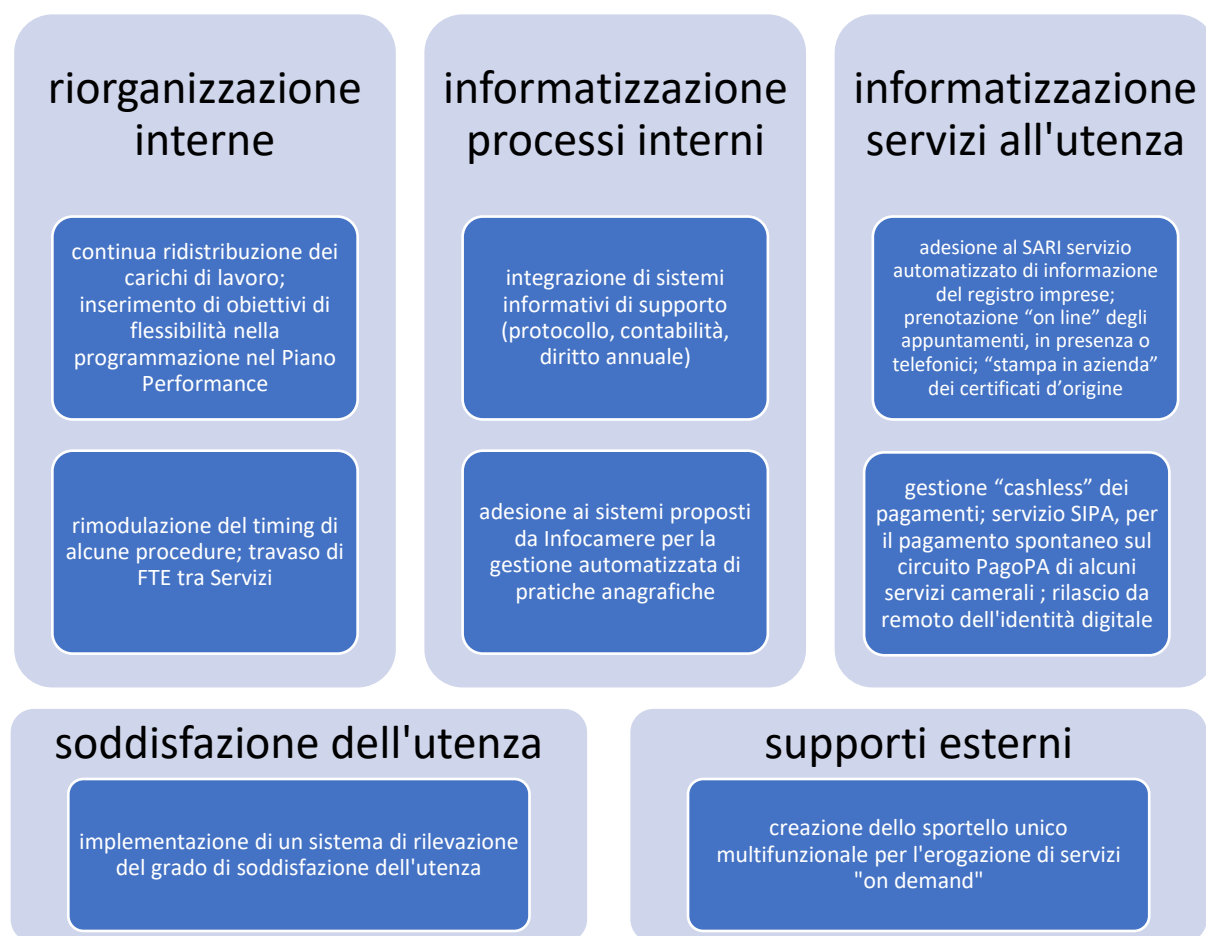 riorganizzazione
interne
continua ridistribuzione dei
carichi di lavoro;
inserimento di obiettivi di
flessibilità nella
programmazione nel Piano
Performance
rimodulazione del timing di
alcune procedure; travaso di
FTE tra Servizi
informatizzazione
processi interni
integrazione di sistemi
informativi di supporto
(protocollo, contabilità,
diritto annuale)
adesione ai sistemi proposti
da Infocamere per la
gestione automatizzata di
pratiche anagrafiche
informatizzazione
servizi all'utenza
adesione al SARI servizio
automatizzato di informazione
del registro imprese;
prenotazione “on line” degli
appuntamenti, in presenza o
telefonici; “stampa in azienda”
dei certificati d’origine
gestione “cashless” dei
pagamenti; servizio SIPA, per
il pagamento spontaneo sul
circuito PagoPA di alcuni
servizi camerali ; rilascio da
remoto dell'identità digitale
soddisfazione dell'utenza
implementazione di un sistema di rilevazione
del grado di soddisfazione dell'utenza
supporti esterni
creazione dello sportello unico
multifunzionale per l'erogazione di servizi
"on demand"